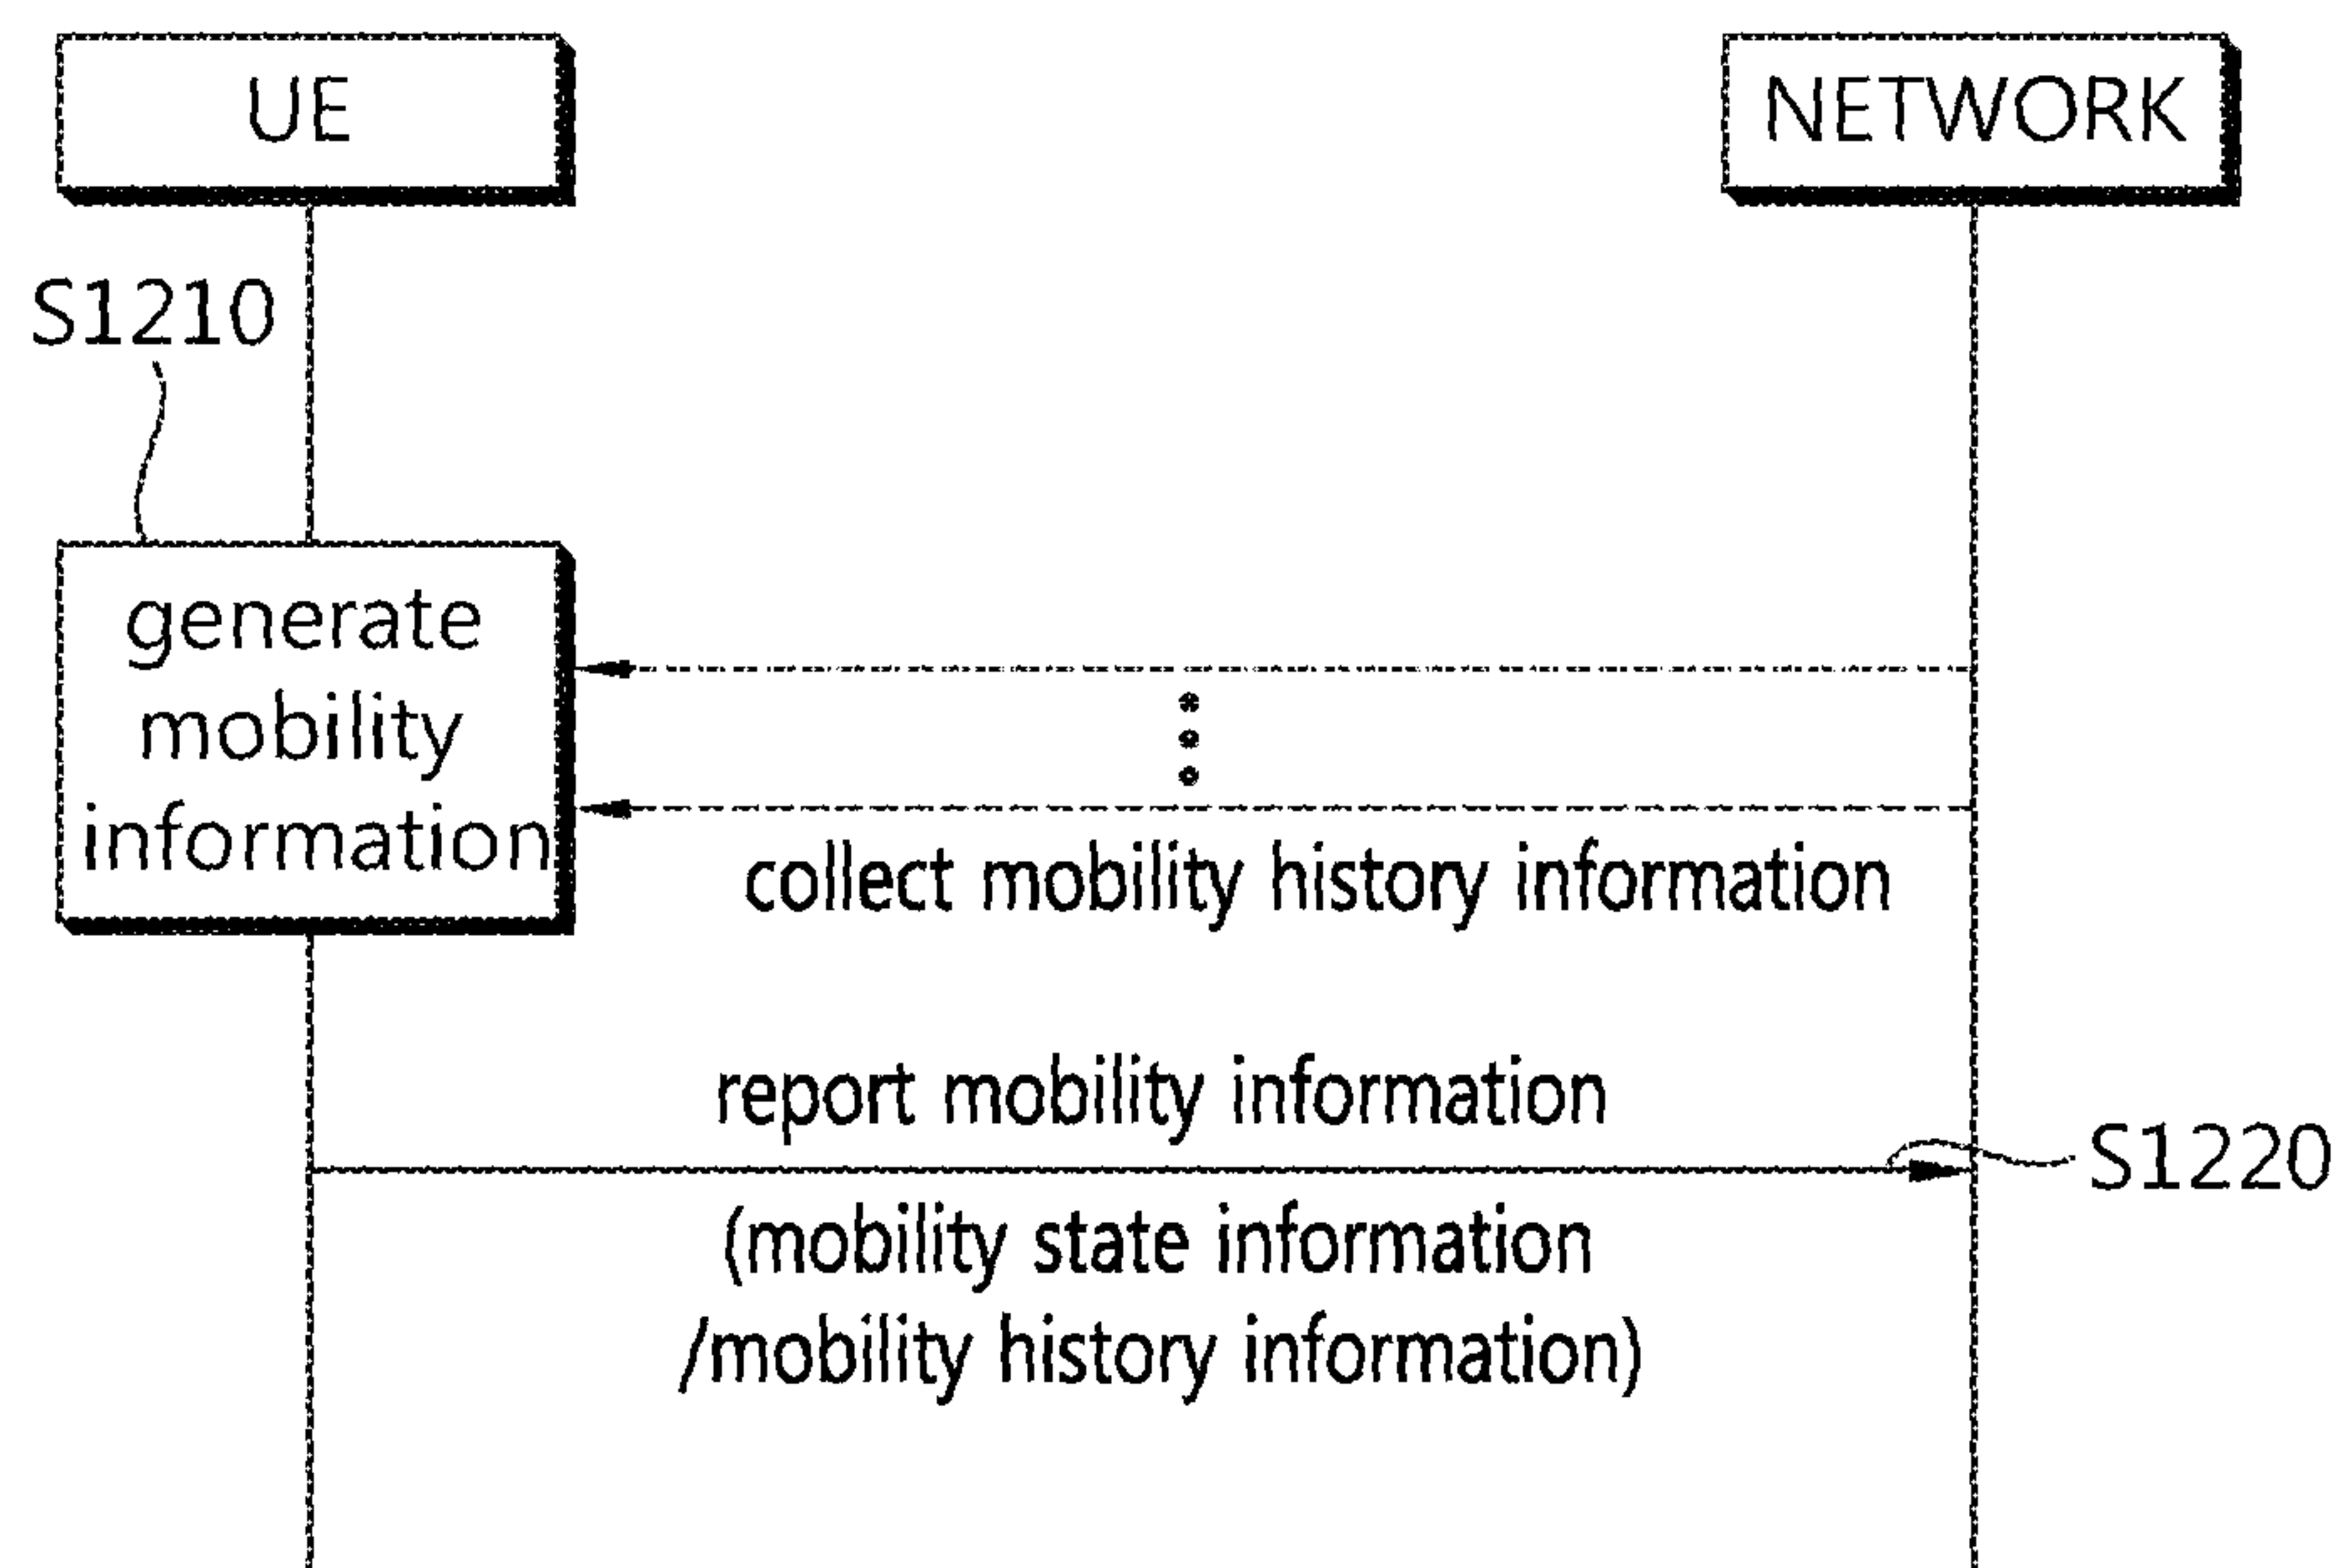 UE
NETWORK
S1210
generate
mobility
information
collect mobility history information
report mobility information
S1220
(mobility state information
/mobility history information)